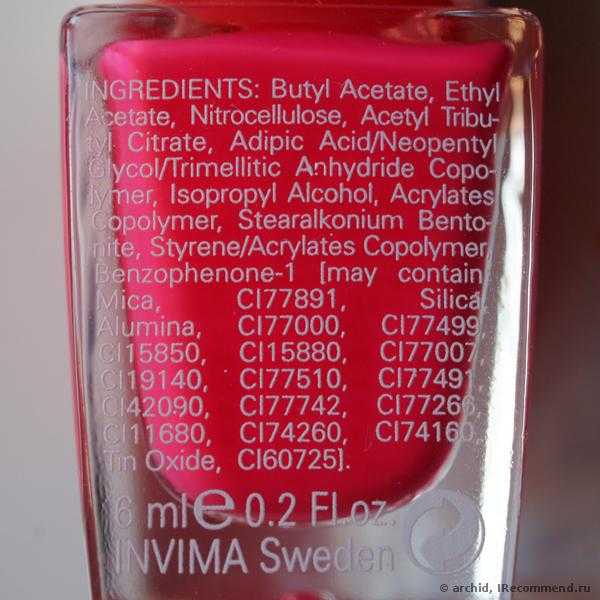 INGREDIENTS: Butyl Acetate, Ethyl
Acetate, Nitrocellulose, Acetyl Tribu-
tyl Citrate, Adipic Acid/Neopentyl
Glycol/Trimellitic Anhydride Copo-
lymer, Isopropyl Alcohol, Acrylates
Copolymer, Stearalkonium Bento-
nite, Styrene/Acrylates Copolymer,
Benzophenone-1 [may contain:
Mica, CI77891, Silica,
Alumina, CI77000, CI77499,
CI15850, CI15880, CI77007,
CI19140, CI77510, CI77491,
CI42090, CI77742, CI77266,
CI11680, CI74260, CI74160,
Tin Oxide, CI60725].
6 ml e 0.2 Fl.oz.
INVIMA Sweden
© archid, IRecommend.ru